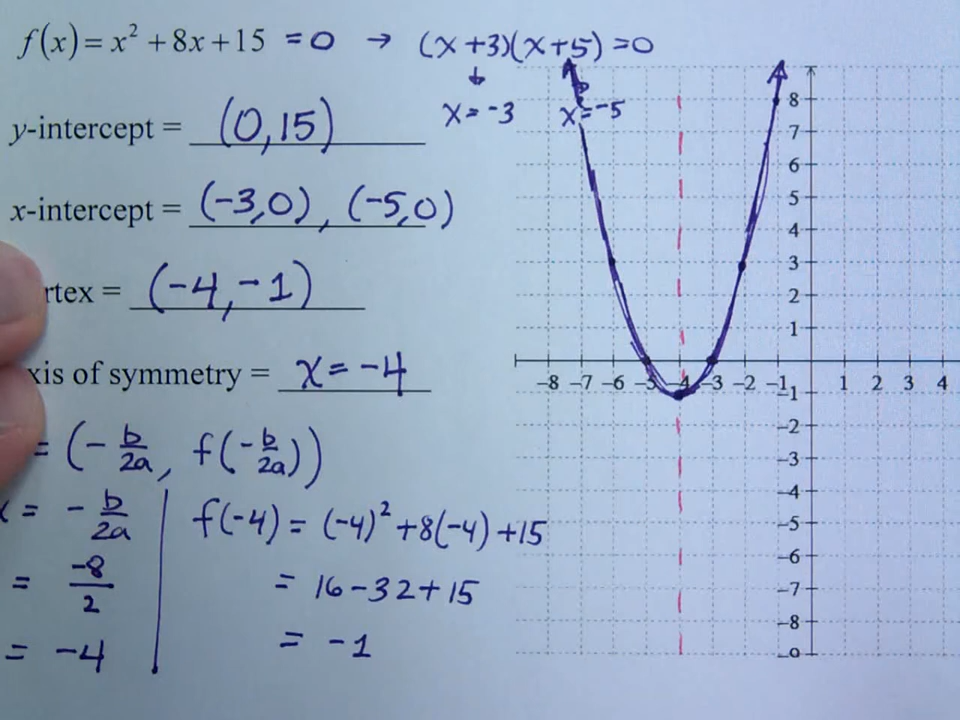 f(x) = x² + 8x + 15 = 0 → (x + 3)(x + 5) = 0
↓ ↓
x = -3 x = -5
y-intercept = (0, 15)
x-intercept = (-3, 0), (-5, 0)
rtex = (-4, -1)
xis of symmetry = x = -4
= (- b/2a, f(- b/2a))
x = - b/2a
= -8/2
= -4
f(-4) = (-4)² + 8(-4) + 15
= 16 - 32 + 15
= -1
8
7
6
5
4
3
2
1
-8 -7 -6 -5 -4 -3 -2 -1 1 2 3 4
-1
-2
-3
-4
-5
-6
-7
-8
-9